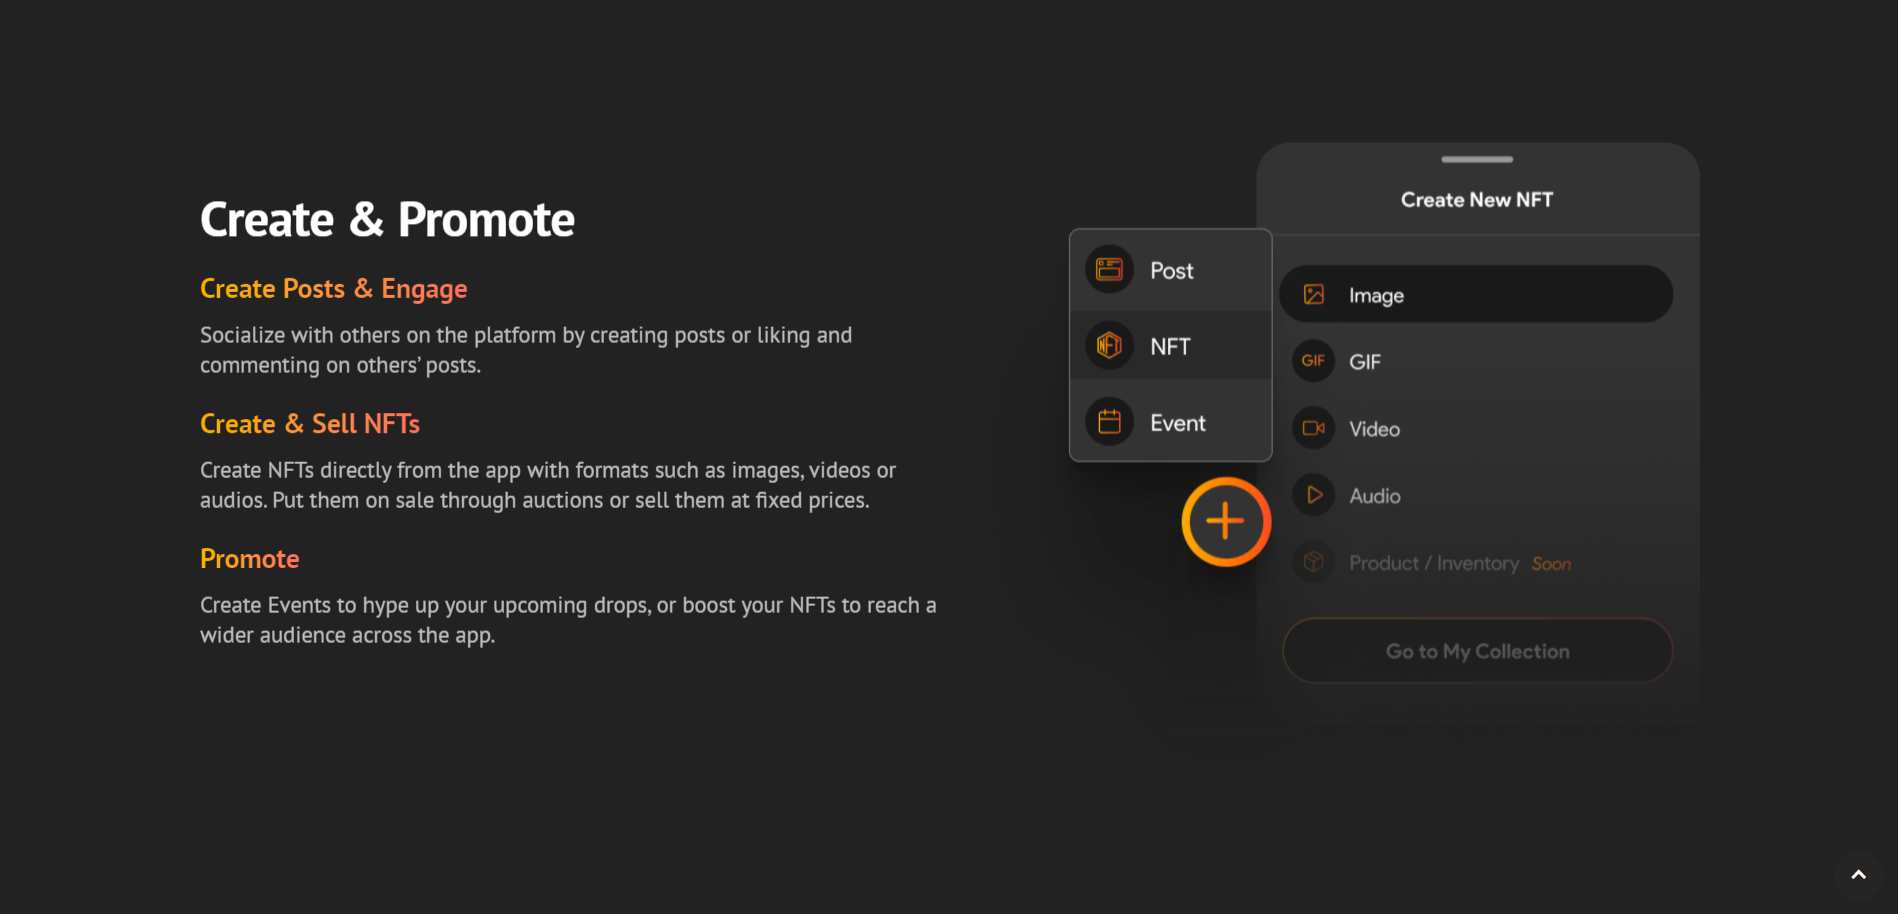 Create & Promote
Create Posts & Engage
Socialize with others on the platform by creating posts or liking and
commenting on others’ posts.
Create & Sell NFTs
Create NFTs directly from the app with formats such as images, videos or
audios. Put them on sale through auctions or sell them at fixed prices.
Promote
Create Events to hype up your upcoming drops, or boost your NFTs to reach a
wider audience across the app.
Post
NFT
NFT
Event
Create New NFT
Image
GIF GIF
Video
Audio
Product / Inventory Soon
Go to My Collection